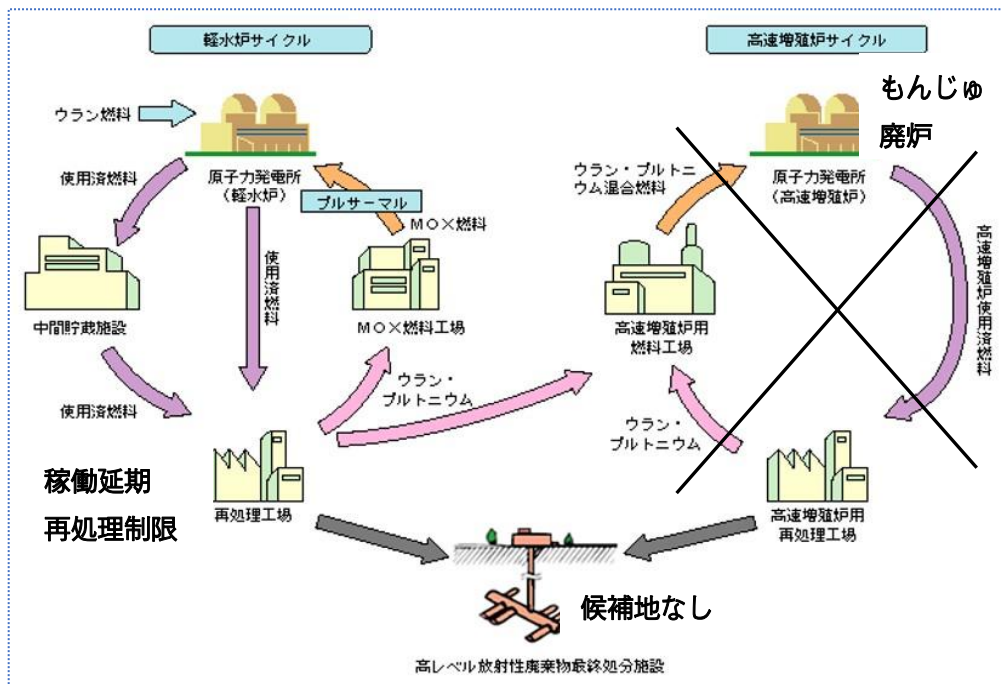 軽水炉サイクル
高速増殖炉サイクル
もんじゅ
廃炉
ウラン燃料
使用済燃料
原子力発電所
(軽水炉)
プルサーマル
MOX燃料
ウラン・プルトニ
ウム混合燃料
原子力発電所
(高速増殖炉)
使用済燃料
高速増殖炉使用済燃料
中間貯蔵施設
MOX燃料工場
高速増殖炉用
燃料工場
使用済燃料
ウラン・
プルトニウム
ウラン・
プルトニウム
稼働延期
再処理制限
再処理工場
高速増殖炉用
再処理工場
候補地なし
高レベル放射性廃棄物最終処分施設